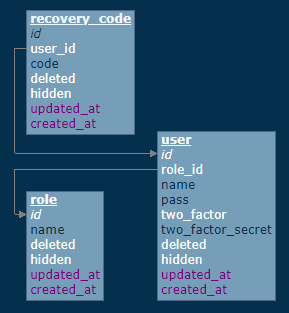 recovery_code
id
user_id
code
deleted
hidden
updated_at
created_at
user
id
role_id
name
pass
two_factor
two_factor_secret
deleted
hidden
updated_at
created_at
role
id
name
deleted
hidden
updated_at
created_at